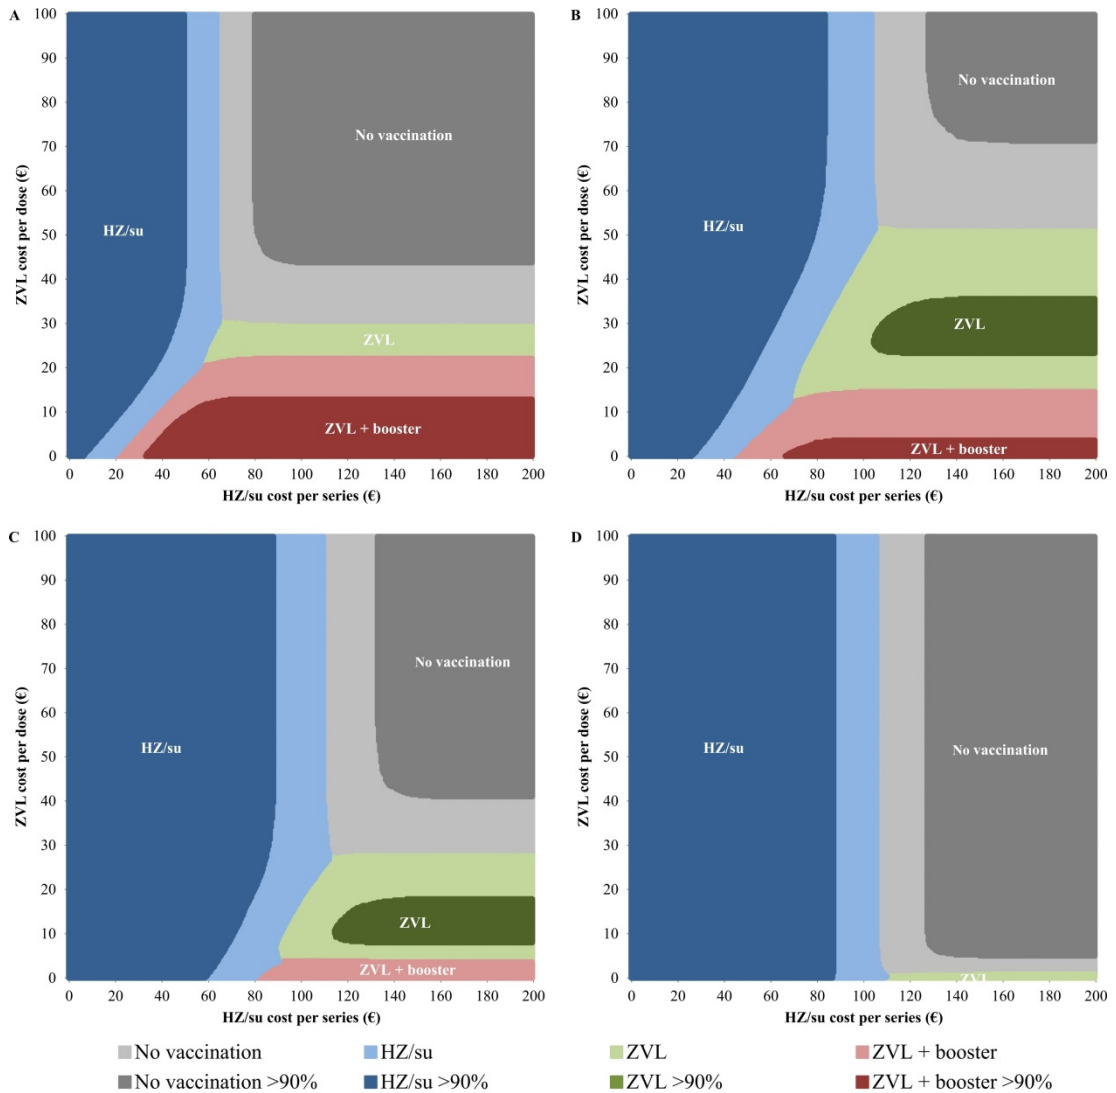 A
B
100
90
80
70
60
50
40
30
20
10
0
ZVL cost per dose (€)
HZ/su
No vaccination
ZVL
ZVL + booster
0 20 40 60 80 100 120 140 160 180 200
HZ/su cost per series (€)
100
90
80
70
60
50
40
30
20
10
0
ZVL cost per dose (€)
No vaccination
HZ/su
ZVL
ZVL + booster
0 20 40 60 80 100 120 140 160 180 200
HZ/su cost per series (€)
C
D
100
90
80
70
60
50
40
30
20
10
0
ZVL cost per dose (€)
No vaccination
HZ/su
ZVL
ZVL + booster
0 20 40 60 80 100 120 140 160 180 200
HZ/su cost per series (€)
100
90
80
70
60
50
40
30
20
10
0
ZVL cost per dose (€)
HZ/su
No vaccination
ZVL
0 20 40 60 80 100 120 140 160 180 200
HZ/su cost per series (€)
No vaccination HZ/su ZVL ZVL + booster
No vaccination >90% HZ/su >90% ZVL >90% ZVL + booster >90%